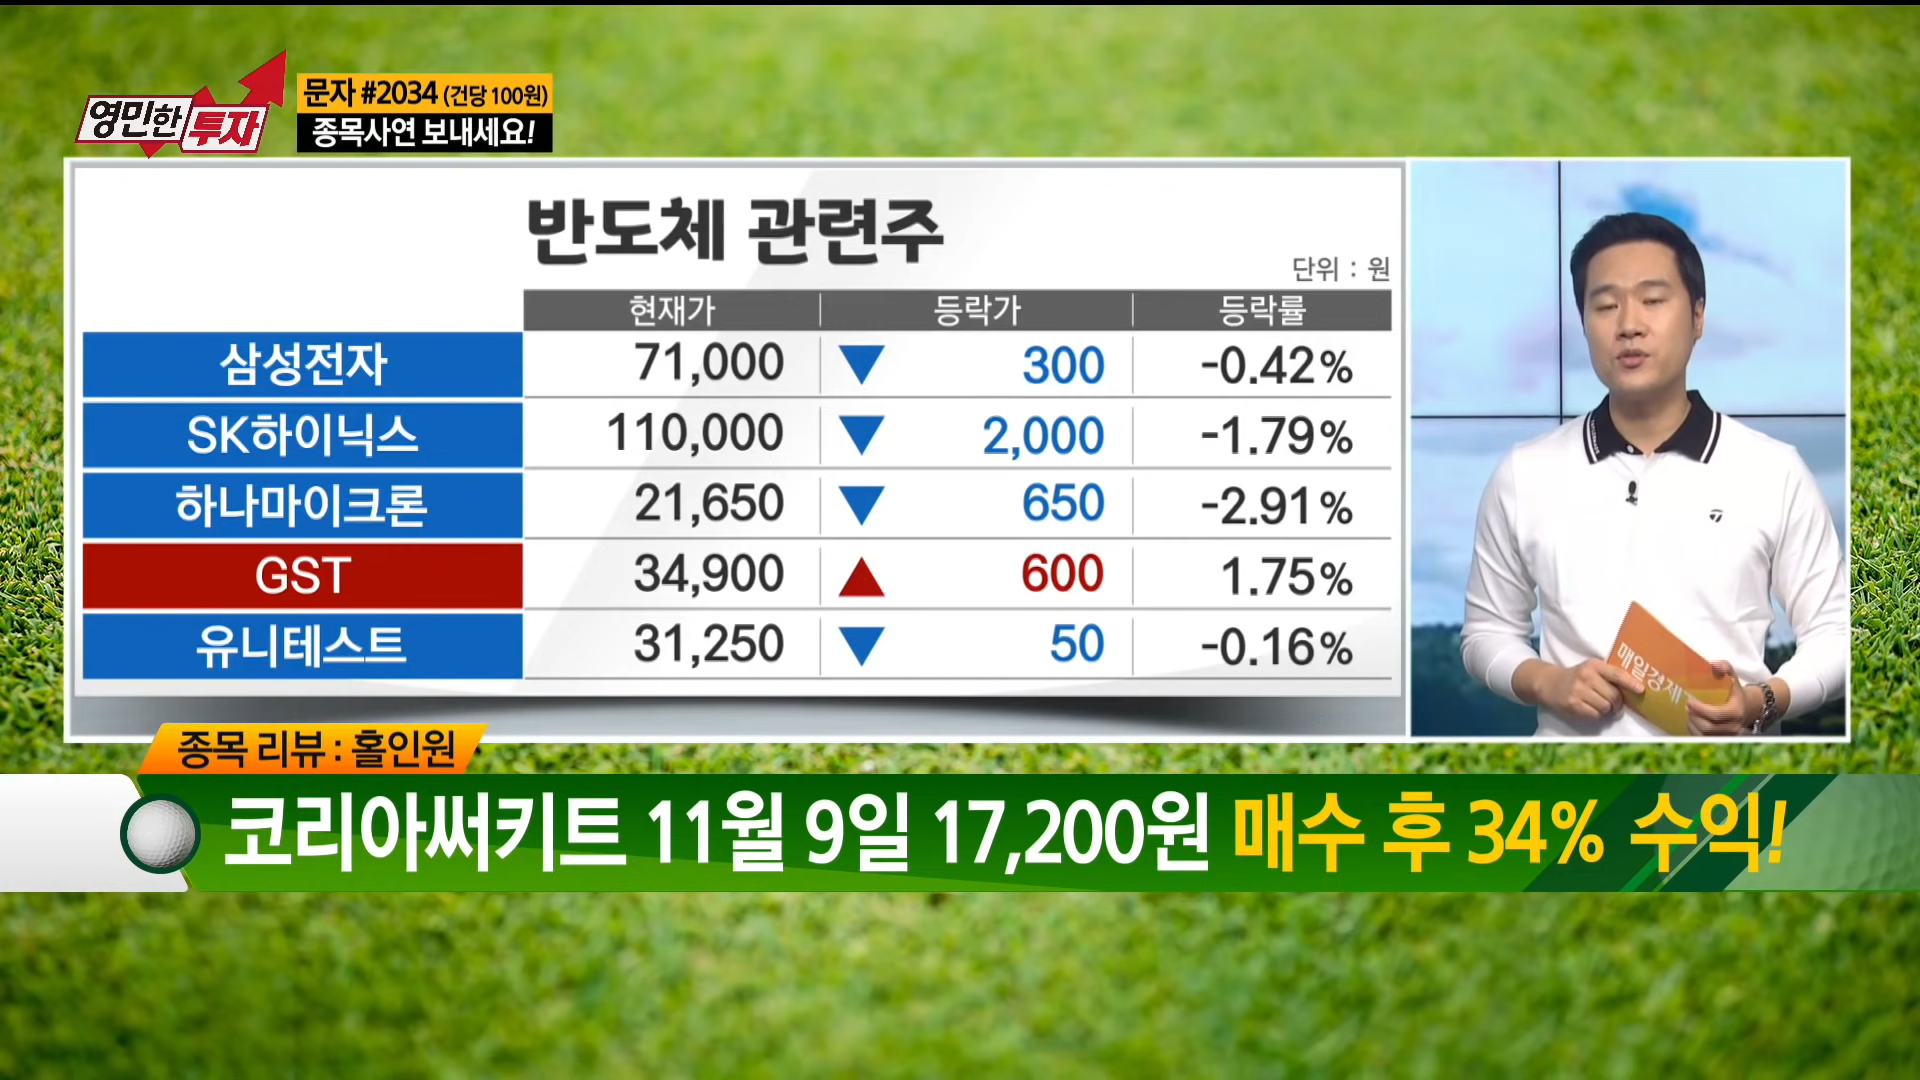 영민한 투자
문자 #2034 (건당 100원)
종목사연 보내세요!
반도체 관련주
단위 : 원
현재가 등락가 등락률
삼성전자 71,000 ▼ 300 -0.42%
SK하이닉스 110,000 ▼ 2,000 -1.79%
하나마이크론 21,650 ▼ 650 -2.91%
GST 34,900 ▲ 600 1.75%
유니테스트 31,250 ▼ 50 -0.16%
매일경제
종목 리뷰 : 홀인원
코리아써키트 11월 9일 17,200원 매수 후 34% 수익!